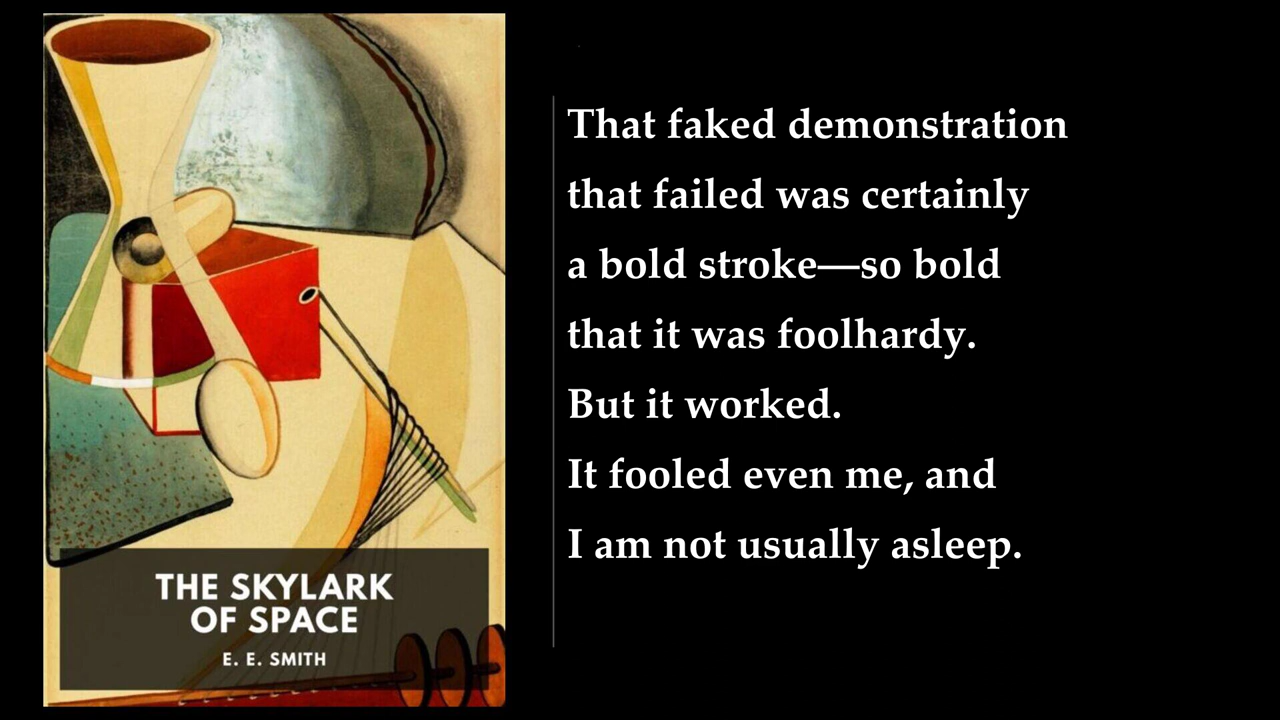 THE SKYLARK
OF SPACE
E. E. SMITH
That faked demonstration
that failed was certainly
a bold stroke—so bold
that it was foolhardy.
But it worked.
It fooled even me, and
I am not usually asleep.